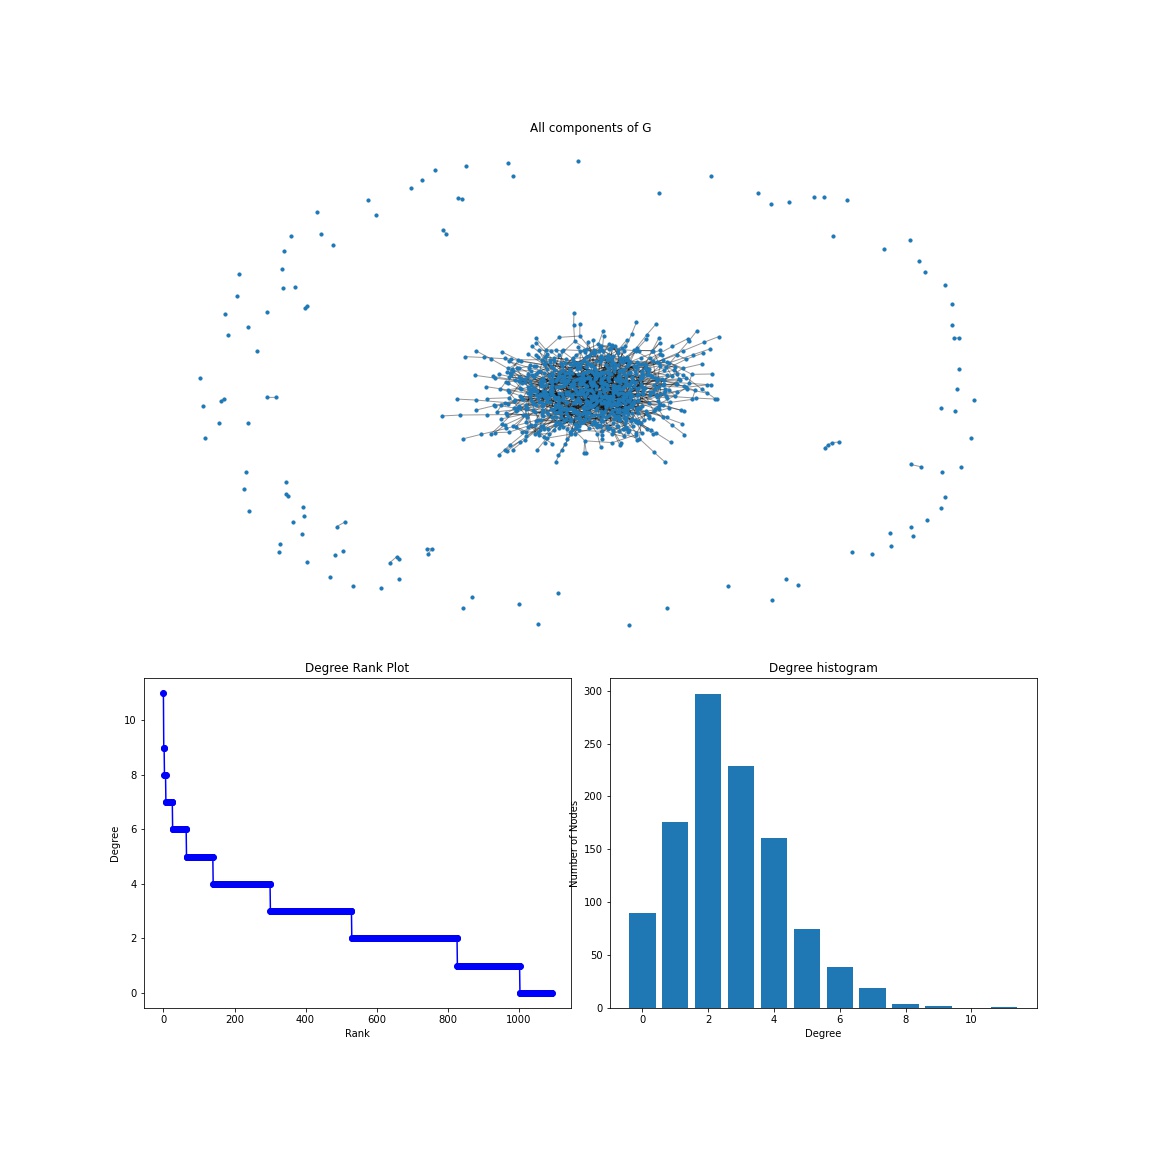 All components of G
Degree Rank Plot
Degree
10
8
6
4
2
0
0 200 400 600 800 1000
Rank
Degree histogram
Number of Nodes
300
250
200
150
100
50
0
0 2 4 6 8 10
Degree